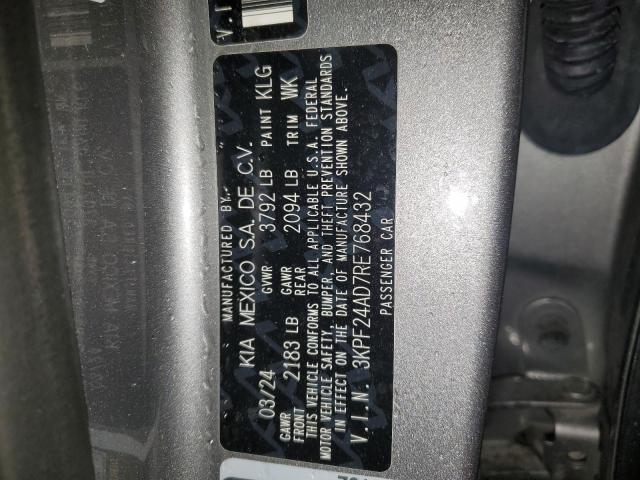 MANUFACTURED BY:
KIA MEXICO S.A. DE C.V.
03/24 GVWR 3792 LB PAINT KLG
GAWR FRONT 2183 LB GAWR REAR 2094 LB TRIM WK
THIS VEHICLE CONFORMS TO ALL APPLICABLE U.S.A. FEDERAL
MOTOR VEHICLE SAFETY, BUMPER AND THEFT PREVENTION STANDARDS
IN EFFECT ON THE DATE OF MANUFACTURE SHOWN ABOVE.
V.I.N. 3KPF24AD7RE768432
PASSENGER CAR